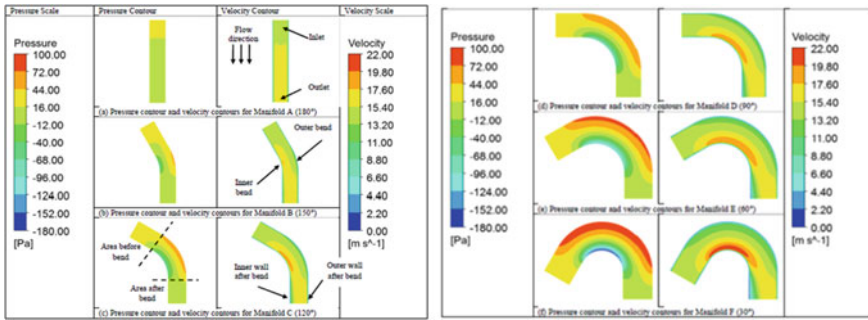 Pressure Scale Pressure Contour Velocity Contour Velocity Scale
Pressure
100.00
72.00
44.00
16.00
-12.00
-40.00
-68.00
-96.00
-124.00
-152.00
-180.00
[Pa]
Flow
direction
Inlet
Outlet
(a) Pressure contour and velocity contours for Manifold A (180°)
Outer bend
Inner
bend
(b) Pressure contour and velocity contours for Manifold B (150°)
Area before
bend
Area after
bend
Inner wall
after bend
Outer wall
after bend
(c) Pressure contour and velocity contours for Manifold C (120°)
Velocity
22.00
19.80
17.60
15.40
13.20
11.00
8.80
6.60
4.40
2.20
0.00
[m s^-1]
Pressure
100.00
72.00
44.00
16.00
-12.00
-40.00
-68.00
-96.00
-124.00
-152.00
-180.00
[Pa]
(d) Pressure contour and velocity contours for Manifold D (90°)
(e) Pressure contour and velocity contours for Manifold E (60°)
(f) Pressure contour and velocity contours for Manifold F (30°)
Velocity
22.00
19.80
17.60
15.40
13.20
11.00
8.80
6.60
4.40
2.20
0.00
[m s^-1]